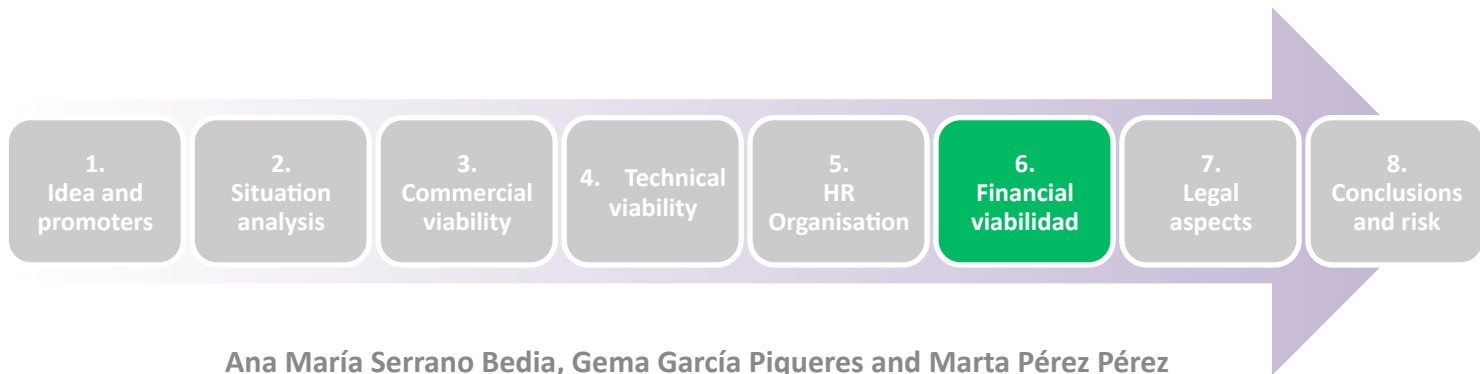 1.
Idea and
promoters
2.
Situation
analysis
3.
Commercial
viability
4. Technical
viability
5.
HR
Organisation
6.
Financial
viabilidad
7.
Legal
aspects
8.
Conclusions
and risk
Ana María Serrano Bedia, Gema García Piqueres and Marta Pérez Pérez